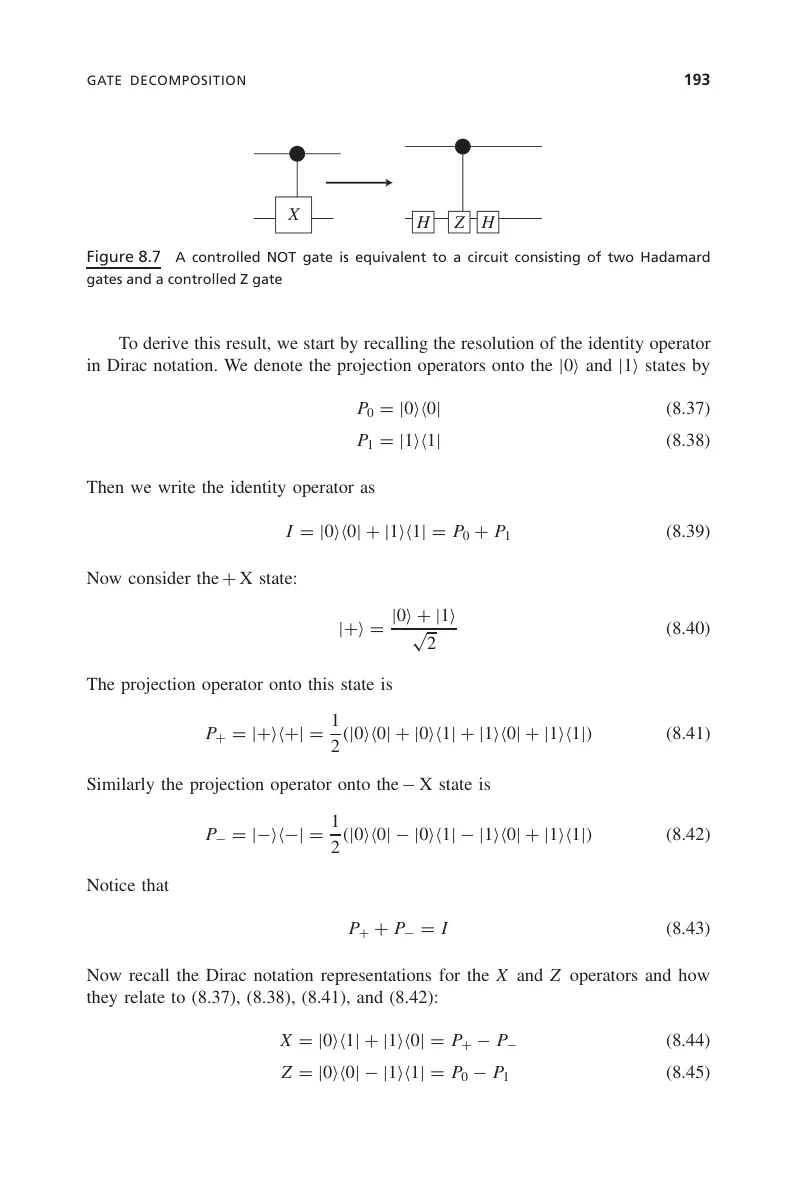 GATE DECOMPOSITION 193
X
H Z H
Figure 8.7 A controlled NOT gate is equivalent to a circuit consisting of two Hadamard
gates and a controlled Z gate
To derive this result, we start by recalling the resolution of the identity operator
in Dirac notation. We denote the projection operators onto the |0⟩ and |1⟩ states by
P₀ = |0⟩⟨0| (8.37)
P₁ = |1⟩⟨1| (8.38)
Then we write the identity operator as
I = |0⟩⟨0| + |1⟩⟨1| = P₀ + P₁ (8.39)
Now consider the + X state:
|+⟩ = |0⟩ + |1⟩ / √2 (8.40)
The projection operator onto this state is
P₊ = |+⟩⟨+| = 1/2 (|0⟩⟨0| + |0⟩⟨1| + |1⟩⟨0| + |1⟩⟨1|) (8.41)
Similarly the projection operator onto the − X state is
P₋ = |−⟩⟨−| = 1/2 (|0⟩⟨0| − |0⟩⟨1| − |1⟩⟨0| + |1⟩⟨1|) (8.42)
Notice that
P₊ + P₋ = I (8.43)
Now recall the Dirac notation representations for the X and Z operators and how
they relate to (8.37), (8.38), (8.41), and (8.42):
X = |0⟩⟨1| + |1⟩⟨0| = P₊ − P₋ (8.44)
Z = |0⟩⟨0| − |1⟩⟨1| = P₀ − P₁ (8.45)